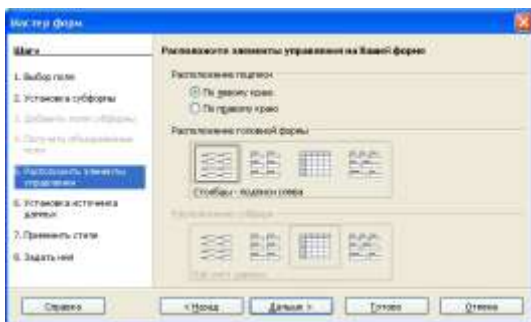 Мастер форм
Шаги
Расположите элементы управления на Вашей форме
1. Выбор поля
2. Установка субформы
3. Добавить поля субформы
4. Получить объединенные
поля
5. Расположить элементы
управления
6. Установка источника
данных
7. Применить стили
8. Задать имя
Расположение подписи
По левому краю
По правому краю
Расположение головной формы
Столбцы - подписи слева
Расположение субформ
Справка
< Назад
Дальше >
Готово
Отмена